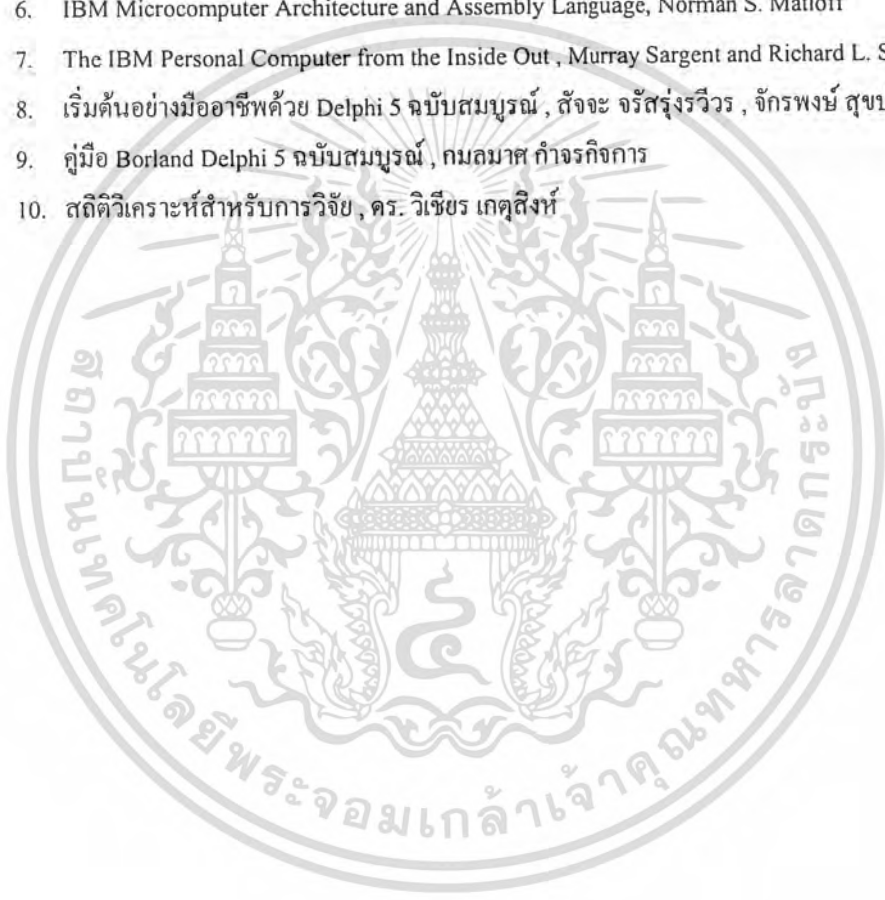 6. IBM Microcomputer Architecture and Assembly Language, Norman S. Matloff
7. The IBM Personal Computer from the Inside Out , Murray Sargent and Richard L.
8. เริ่มต้นอย่างมืออาชีพด้วย Delphi 5 ฉบับสมบูรณ์ , สัจจะ จรัสรุ่งรวีวร , จักรพงษ์
9. คู่มือ Borland Delphi 5 ฉบับสมบูรณ์ , กมลมาศ กำจรกิจการ
10. สถิติวิเคราะห์สำหรับการวิจัย , ดร. วิเชียร เกตุสิงห์
สถาบันเทคโนโลยีพระจอมเกล้าเจ้าคุณทหารลาดกระบัง